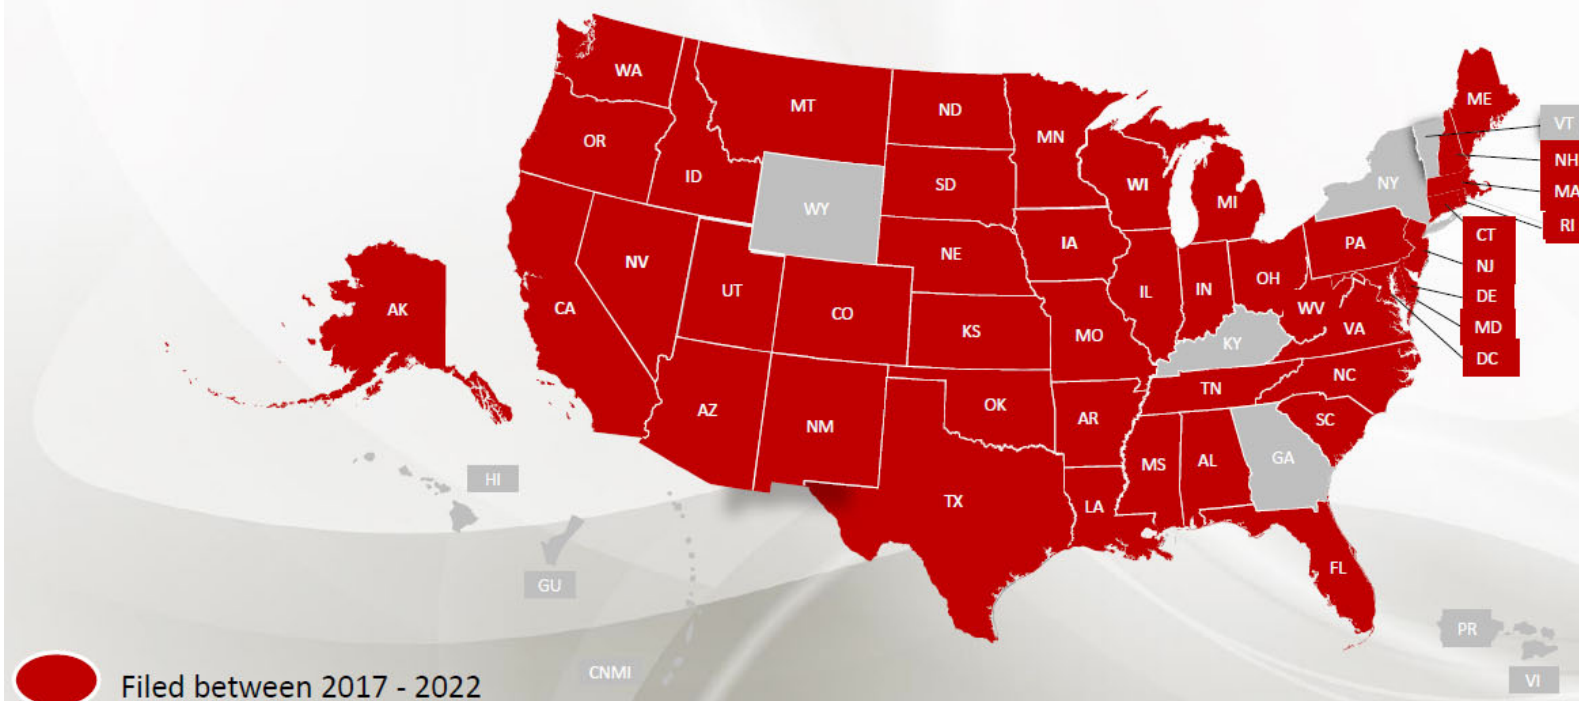 WA
MT
ND
MN
ME
VT
OR
ID
SD
WI
MI
NY
NH
MA
WY
RI
NV
NE
IA
PA
CT
UT
IL
IN
OH
NJ
AK
CA
CO
KS
MO
WV
VA
DE
MD
KY
DC
AZ
NM
OK
AR
TN
NC
SC
HI
TX
LA
MS
AL
GA
GU
FL
CNMI
PR
VI
Filed between 2017 - 2022